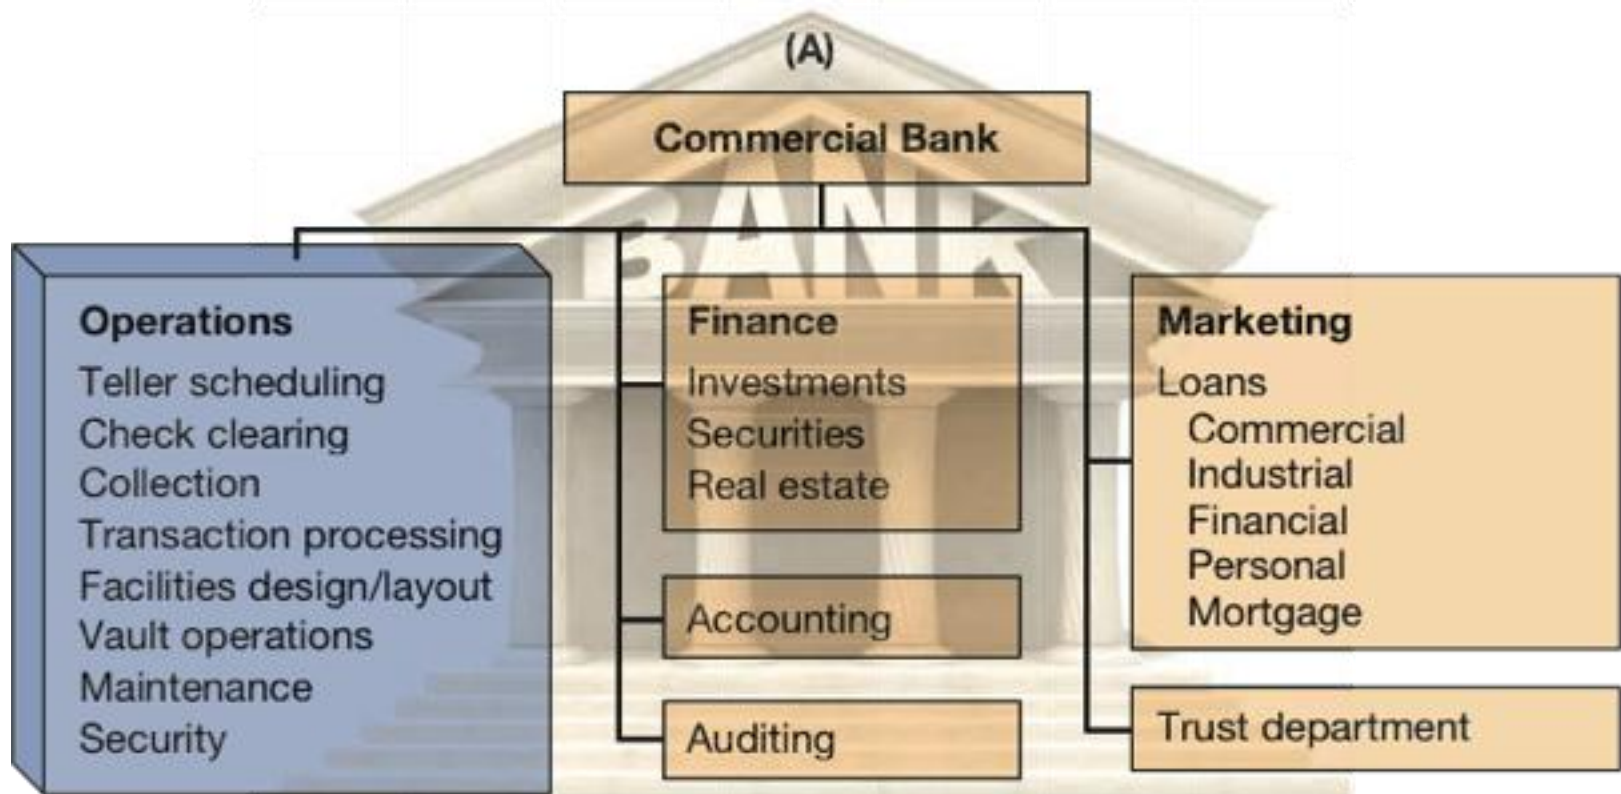 (A)
Commercial Bank
BANK
Operations
Teller scheduling
Check clearing
Collection
Transaction processing
Facilities design/layout
Vault operations
Maintenance
Security
Finance
Investments
Securities
Real estate
Accounting
Auditing
Marketing
Loans
Commercial
Industrial
Financial
Personal
Mortgage
Trust department